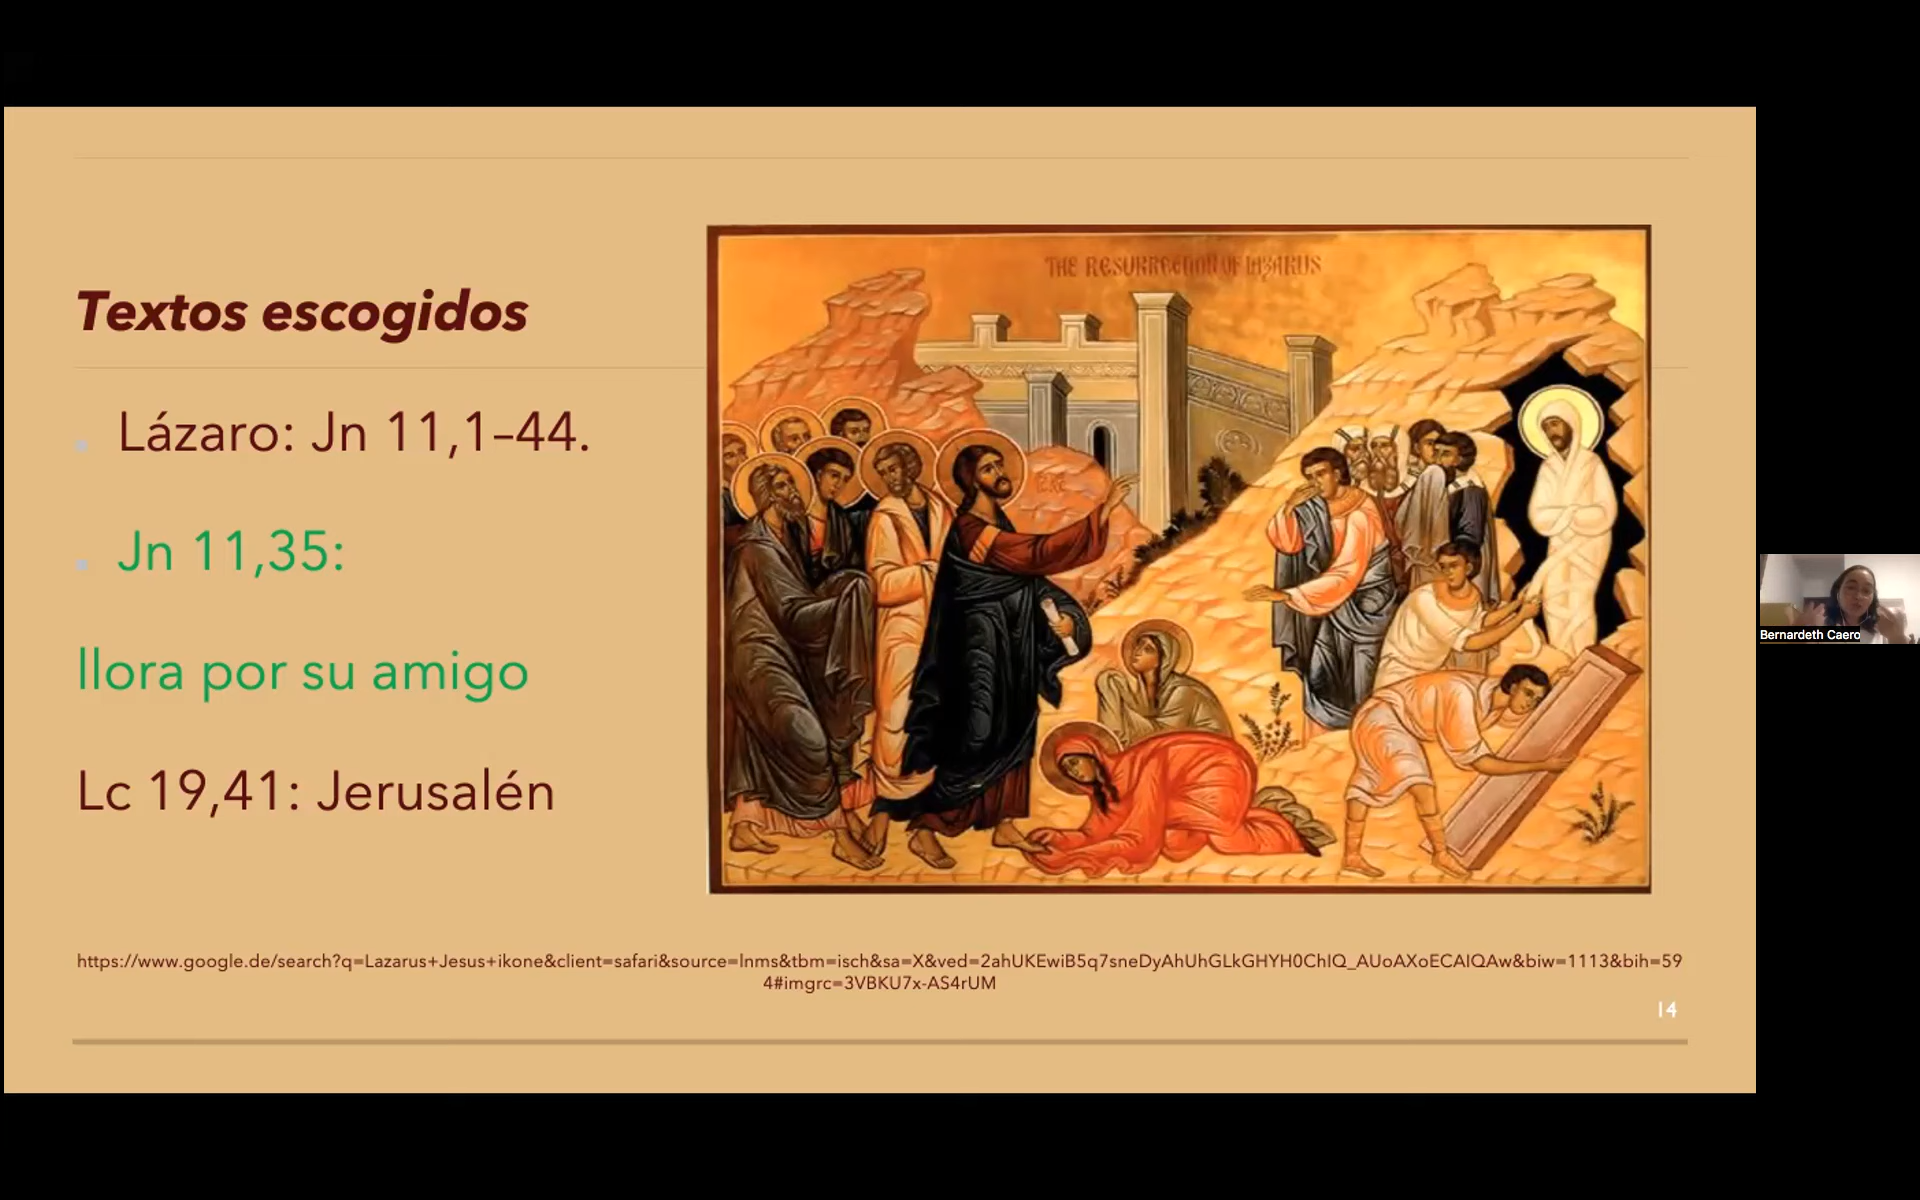 Textos escogidos
Lázaro: Jn 11,1–44.
Jn 11,35:
llora por su amigo
Lc 19,41: Jerusalén
THE RESURRECTION OF LAZARUS
https://www.google.de/search?q=Lazarus+Jesus+ikone&client=safari&source=lnms&tbm=isch&sa=X&ved=2ahUKEwiB5q7sneDyAhUhGLkGHYH0ChIQ_AUoAXoECAIQAw&biw=1113&bih=59
4#imgrc=3VBKU7x-AS4rUM
14
Bernardeth Caero